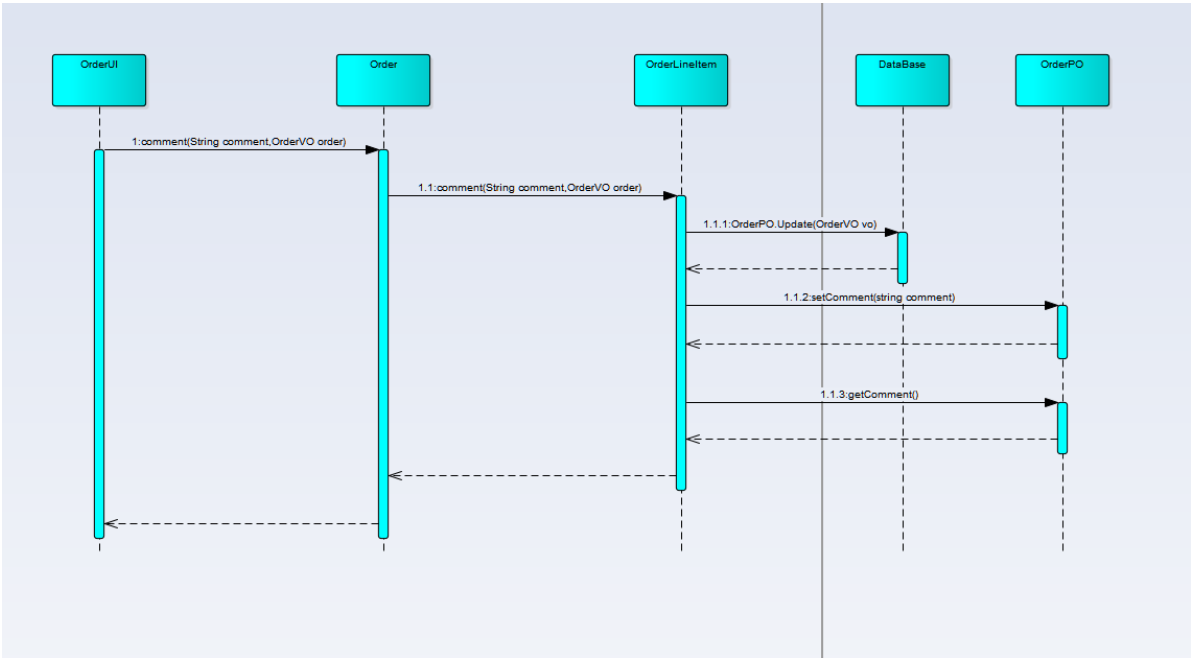 OrderUI
Order
OrderLineItem
DataBase
OrderPO
1:comment(String comment,OrderVO order)
1.1:comment(String comment,OrderVO order)
1.1.1:OrderPO.Update(OrderVO vo)
1.1.2:setComment(string comment)
1.1.3:getComment()